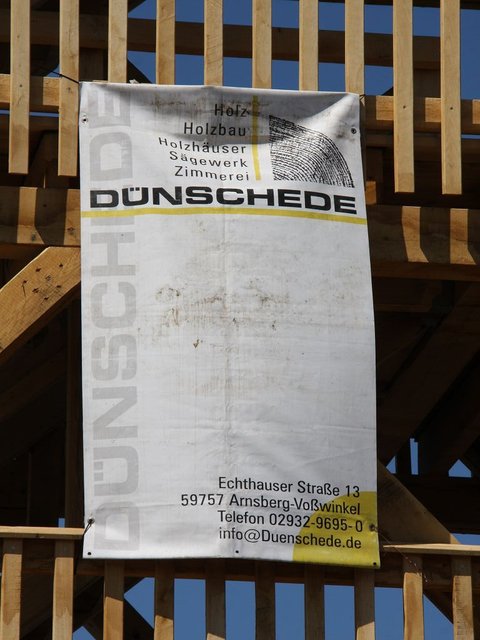 Holz
Holzbau
Holzhäuser
Sägewerk
Zimmerei
DÜNSCHEDE
DÜNSCHEDE
Echthauser Straße 13
59757 Arnsberg-Voßwinkel
Telefon 02932-9695-0
info@Duenschede.de